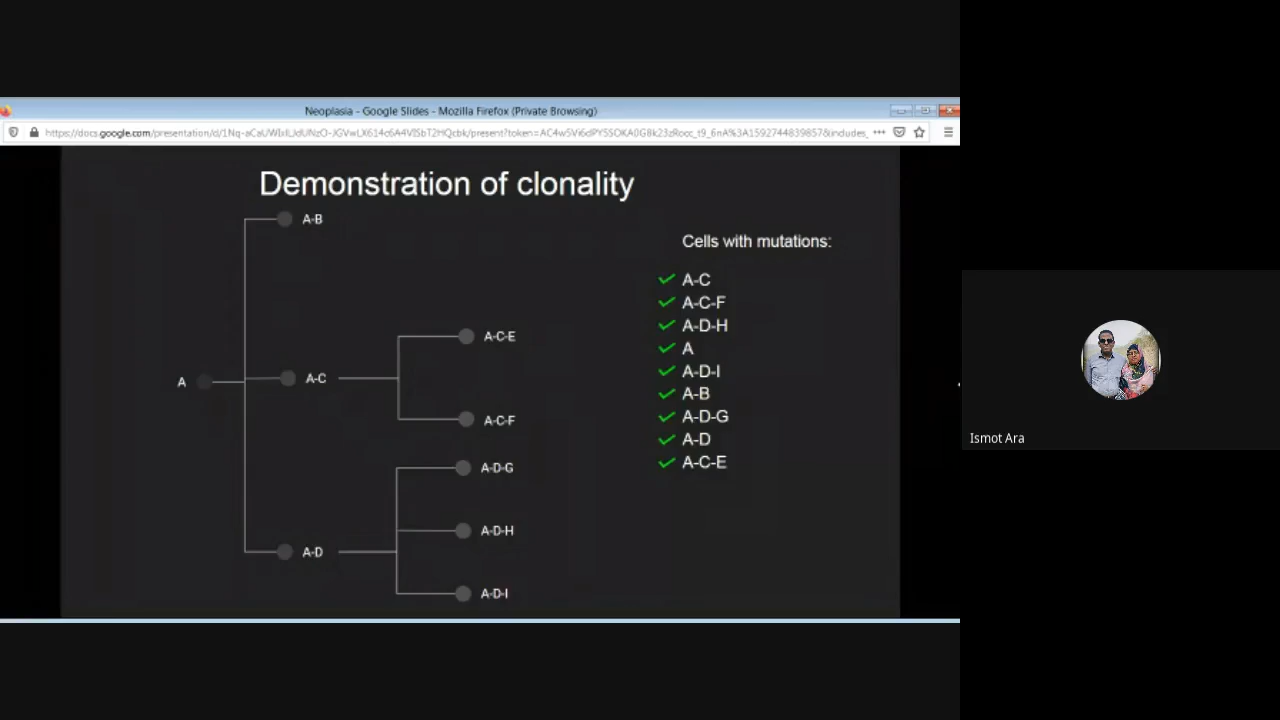 Neoplasia - Google Slides - Mozilla Firefox (Private Browsing)
Demonstration of clonality
A-B
A-C-E
A
A-C
A-C-F
A-D-G
A-D-H
A-D
A-D-I
Cells with mutations:
A-C
A-C-F
A-D-H
A
A-D-I
A-B
A-D-G
A-D
A-C-E
Ismot Ara